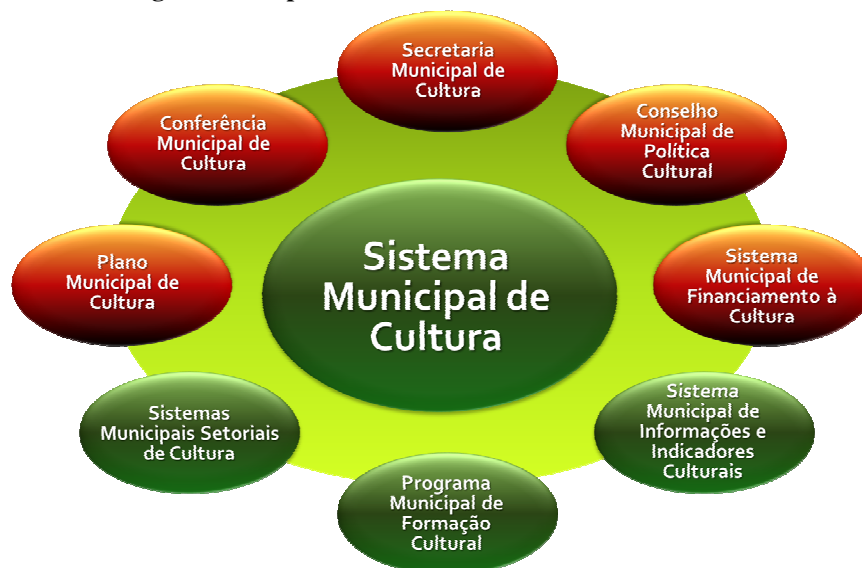 Secretaria
Municipal de
Cultura
Conferência
Municipal de
Cultura
Conselho
Municipal de
Política
Cultural
Plano
Municipal de
Cultura
Sistema
Municipal de
Cultura
Sistema
Municipal de
Financiamento à
Cultura
Sistemas
Municipais Setoriais
de Cultura
Sistema
Municipal de
Informações e
Indicadores
Culturais
Programa
Municipal de
Formação
Cultural